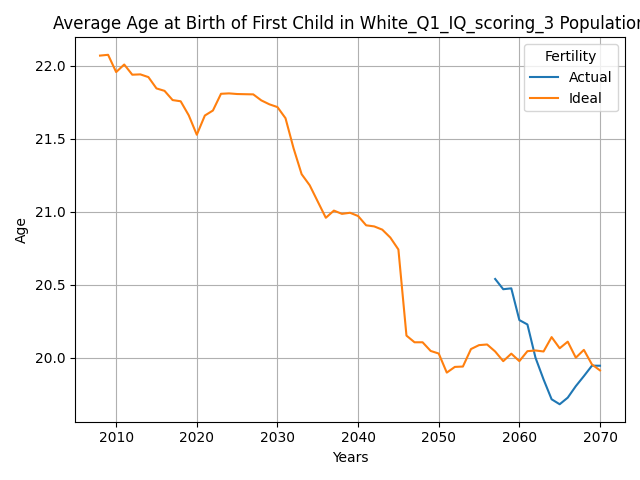 Average Age at Birth of First Child in White_Q1_IQ_scoring_3 Population
Fertility
Actual
Ideal
22.0
21.5
21.0
20.5
20.0
Age
2010 2020 2030 2040 2050 2060 2070
Years